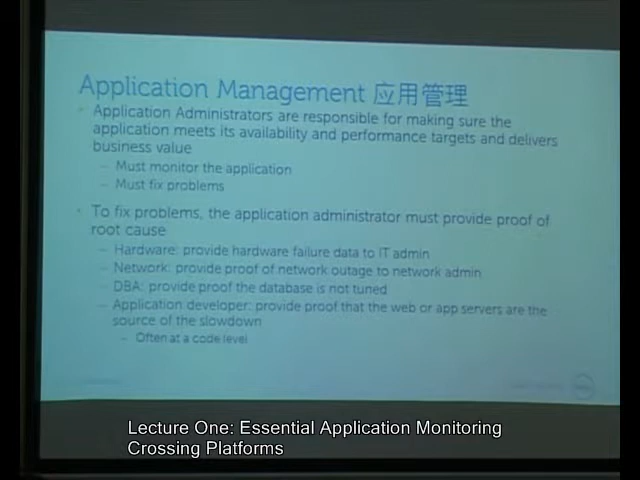 Application Management 应用管理
Application Administrators are responsible for making sure the
application meets its availability and performance targets and delivers
business value
– Must monitor the application
– Must fix problems
To fix problems, the application administrator must provide proof of
root cause
– Hardware: provide hardware failure data to IT admin
– Network: provide proof of network outage to network admin
– DBA: provide proof the database is not tuned
– Application developer: provide proof that the web or app servers are the
source of the slowdown
– Often at a code level
Lecture One: Essential Application Monitoring
Crossing Platforms